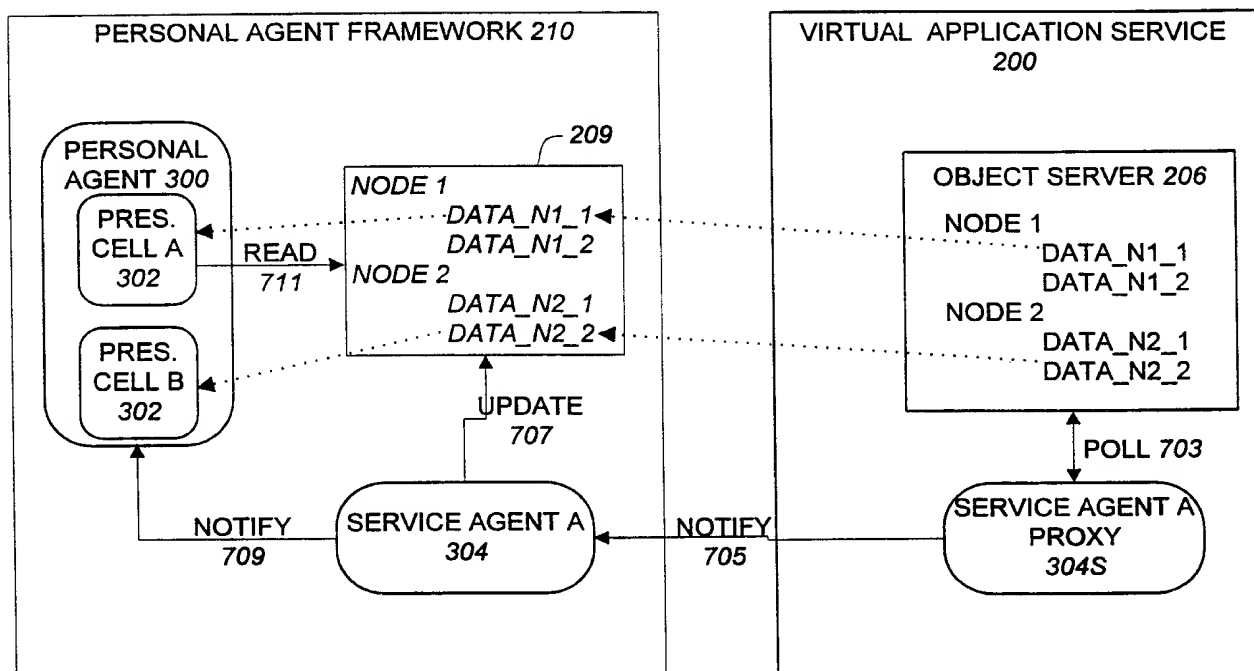 PERSONAL AGENT FRAMEWORK 210
VIRTUAL APPLICATION SERVICE
200
209
PERSONAL
AGENT 300
PRES.
CELL A
302
READ
711
PRES.
CELL B
302
NODE 1
DATA_N1_1
DATA_N1_2
NODE 2
DATA_N2_1
DATA_N2_2
OBJECT SERVER 206
NODE 1
DATA_N1_1
DATA_N1_2
NODE 2
DATA_N2_1
DATA_N2_2
UPDATE
707
POLL 703
NOTIFY
709
SERVICE AGENT A
304
NOTIFY
705
SERVICE AGENT A
PROXY
304S